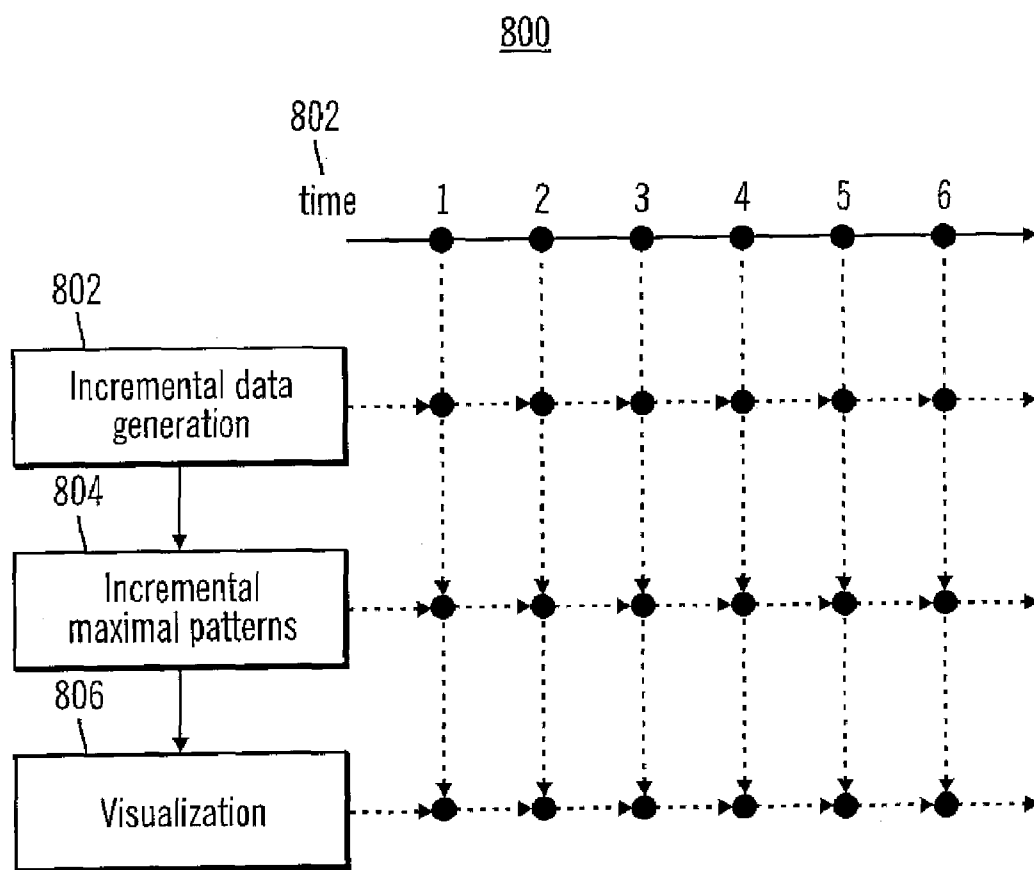 800
802
time 1 2 3 4 5 6
802
Incremental data
generation
804
Incremental
maximal patterns
806
Visualization